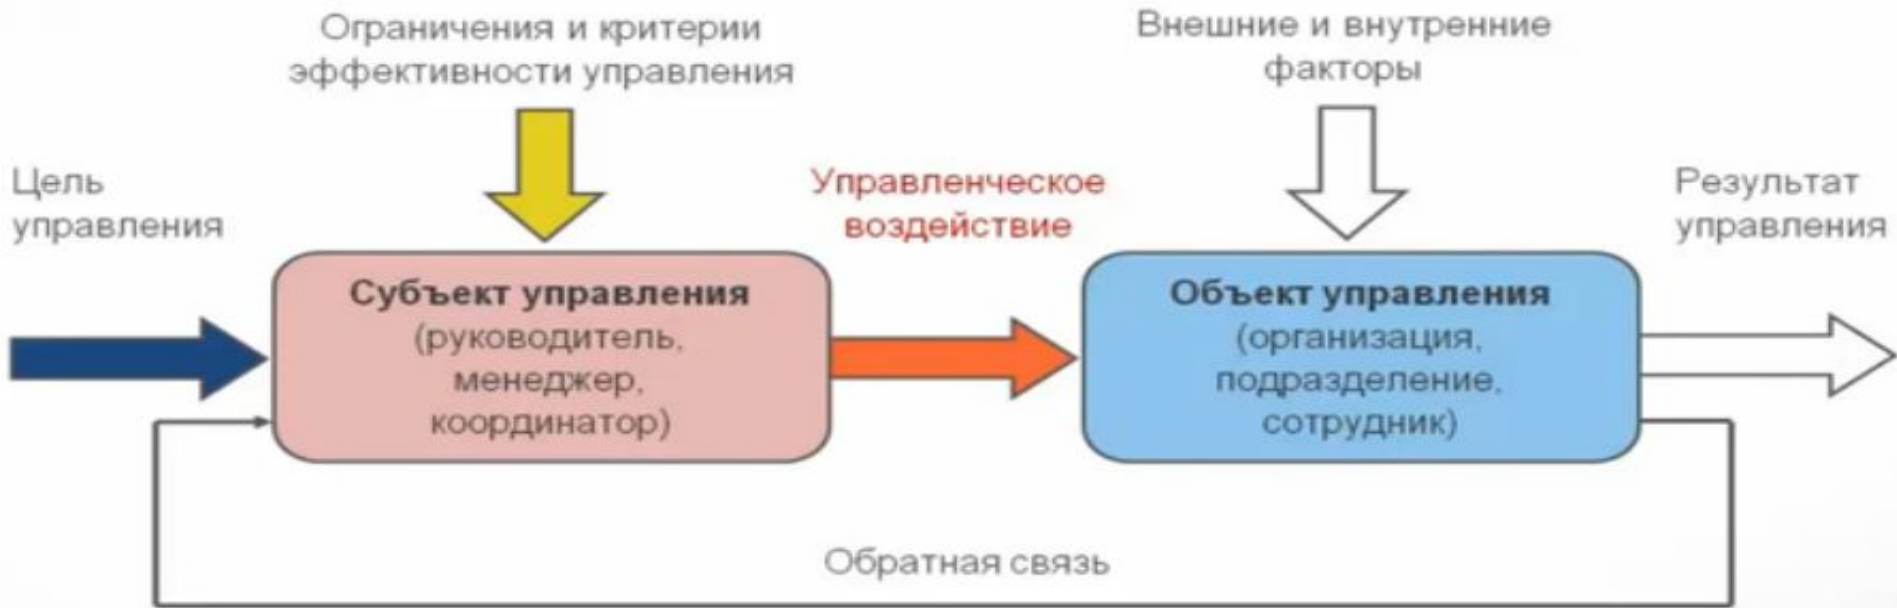 Ограничения и критерии
эффективности управления
Внешние и внутренние
факторы
Цель
управления
Управленческое
воздействие
Результат
управления
Субъект управления
(руководитель,
менеджер,
координатор)
Объект управления
(организация,
подразделение,
сотрудник)
Обратная связь